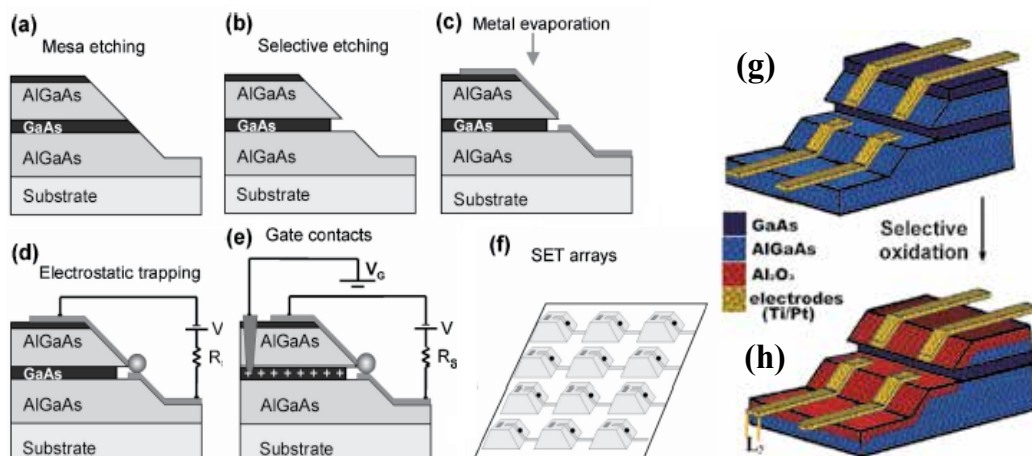 (a)
Mesa etching
AlGaAs
GaAs
AlGaAs
Substrate
(b)
Selective etching
AlGaAs
GaAs
AlGaAs
Substrate
(c)
Metal evaporation
AlGaAs
GaAs
AlGaAs
Substrate
(d)
Electrostatic trapping
V
R
AlGaAs
GaAs
AlGaAs
Substrate
(e)
Gate contacts
V_G
V
R_S
AlGaAs
+ + + + + +
AlGaAs
Substrate
(f)
SET arrays
(g)
GaAs
AlGaAs
Al₂O₃
electrodes
(Ti/Pt)
Selective
oxidation
(h)